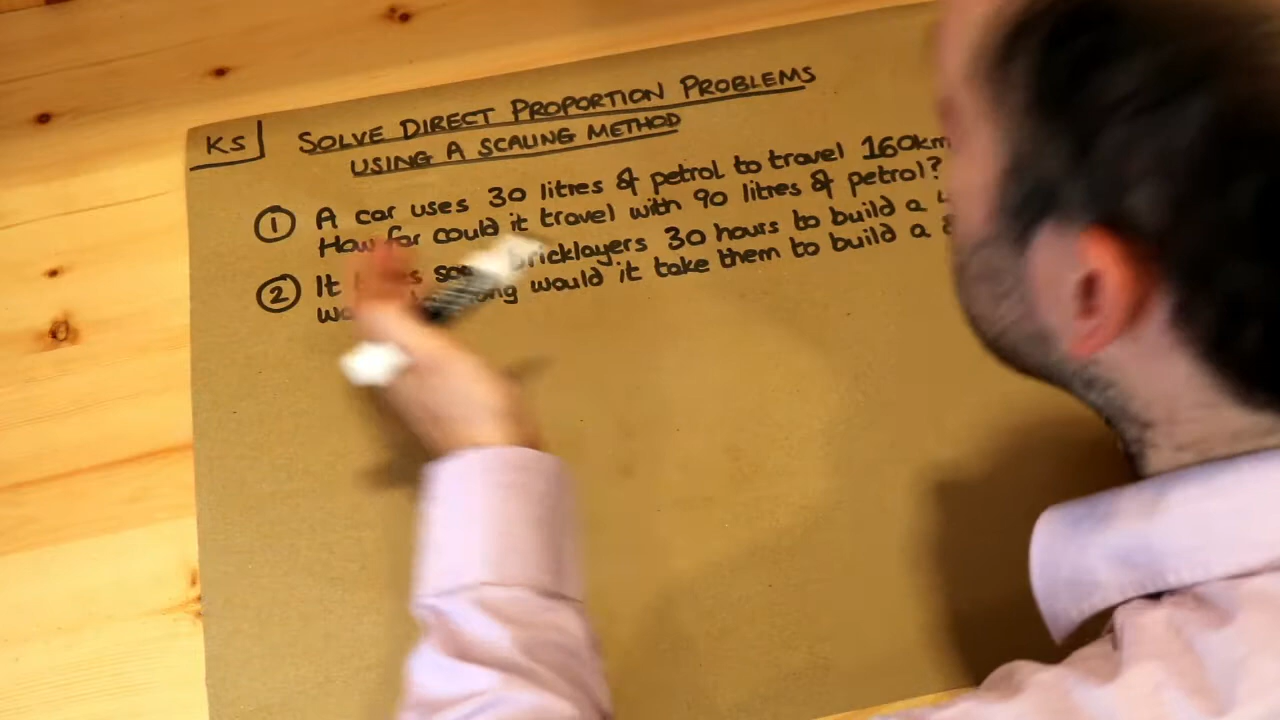 KS
SOLVE DIRECT PROPORTION PROBLEMS
USING A SCALING METHOD
1 A car uses 30 litres of petrol to travel 160km
How far could it travel with 90 litres of petrol?
2 It bricklayers 30 hours to build a
would it take them to build a